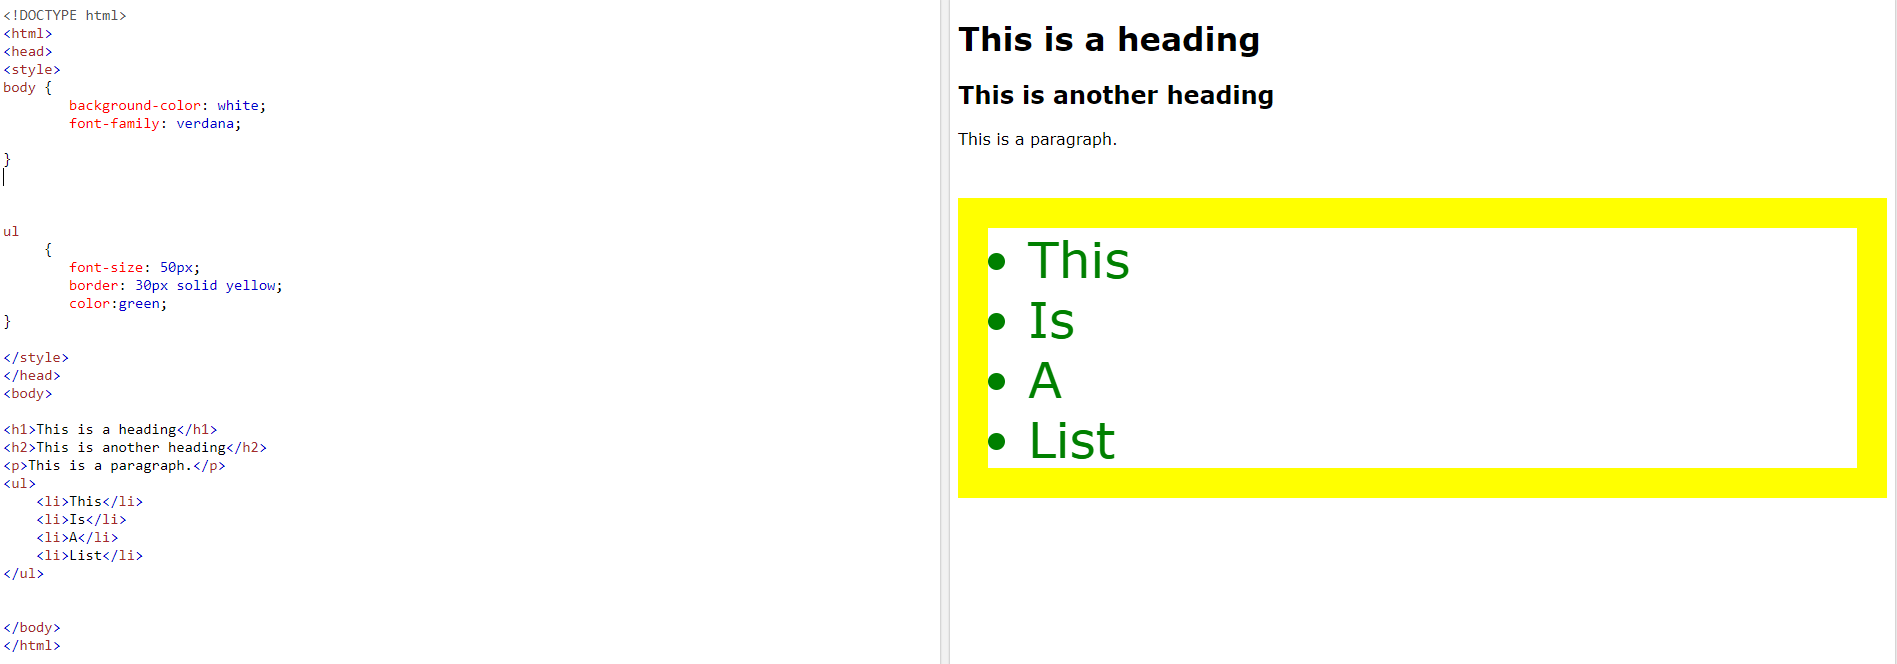 <!DOCTYPE html>
<html>
<head>
<style>
body {
        background-color: white;
        font-family: verdana;
}
ul
     {
        font-size: 50px;
        border: 30px solid yellow;
        color:green;
}
</style>
</head>
<body>
<h1>This is a heading</h1>
<h2>This is another heading</h2>
<p>This is a paragraph.</p>
<ul>
    <li>This</li>
    <li>Is</li>
    <li>A</li>
    <li>List</li>
</ul>
</body>
</html>
This is a heading
This is another heading
This is a paragraph.
• This
• Is
• A
• List